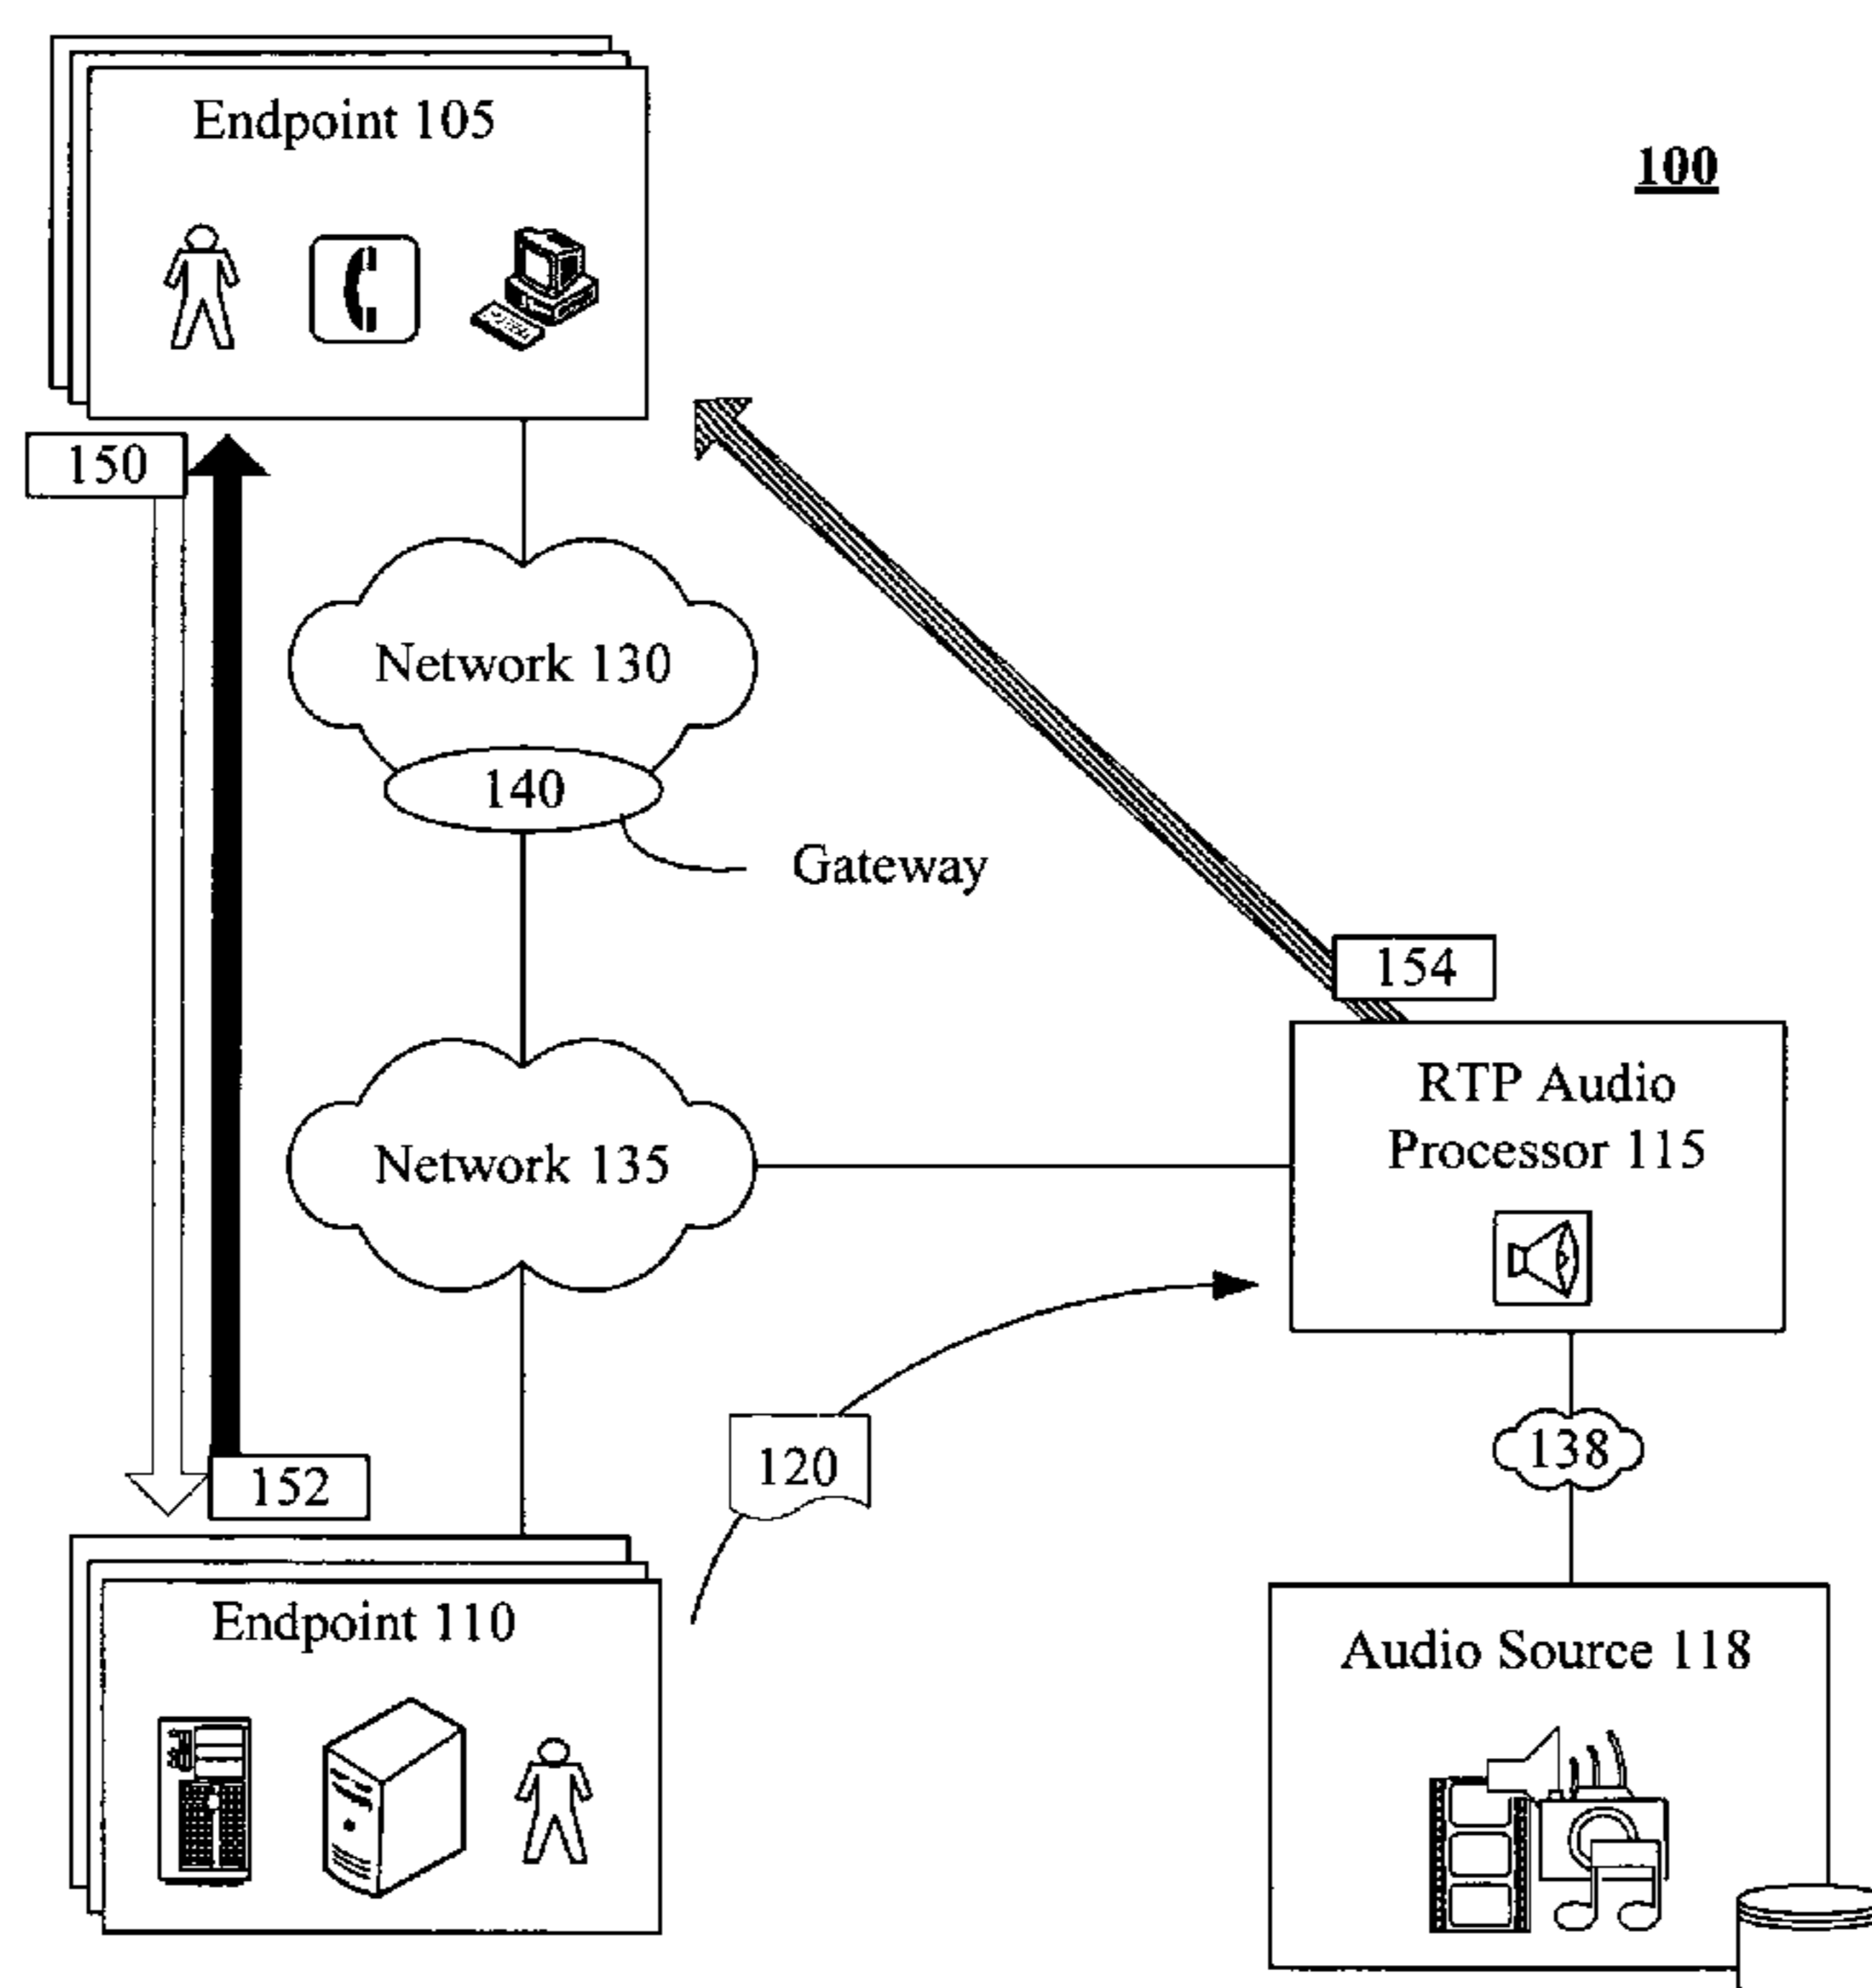 Endpoint 105
100
150
Network 130
140
Gateway
154
RTP Audio
Processor 115
Network 135
120
138
152
Endpoint 110
Audio Source 118